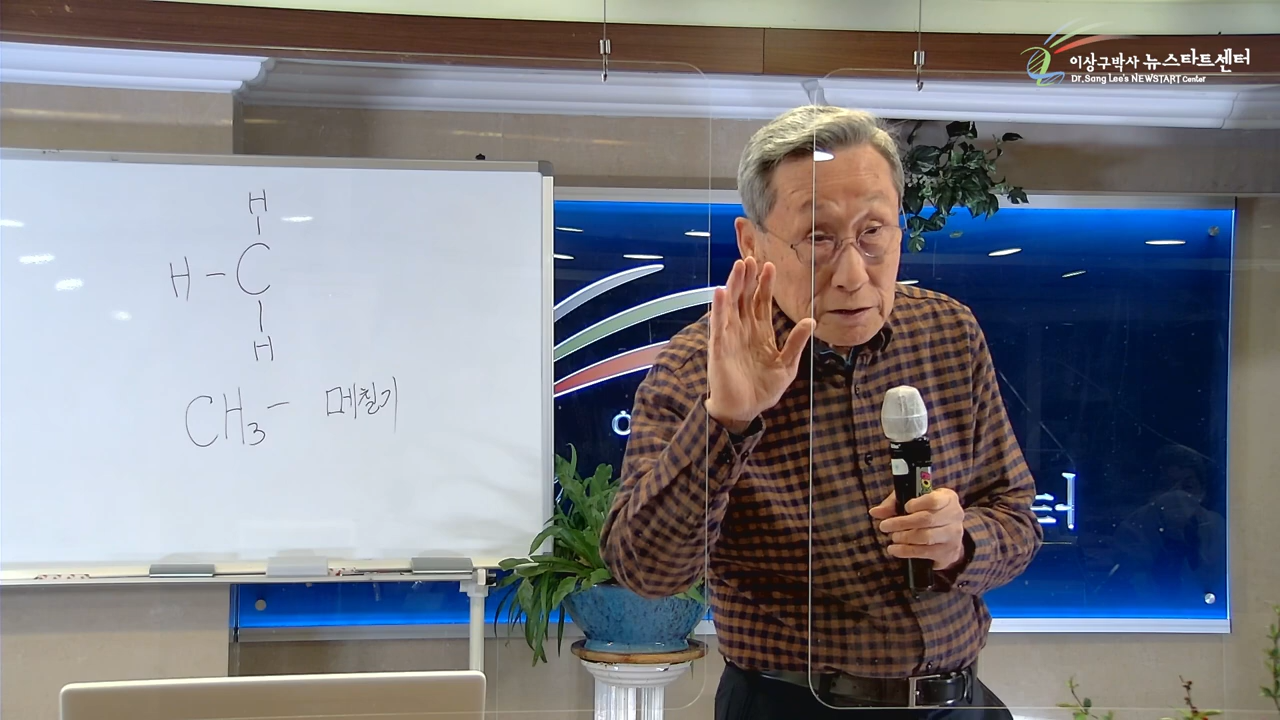 이상구박사 뉴스타트센터
Dr. Sang Lee's NEWSTART Center
H
H - C
H
CH3 - 메칠기
터